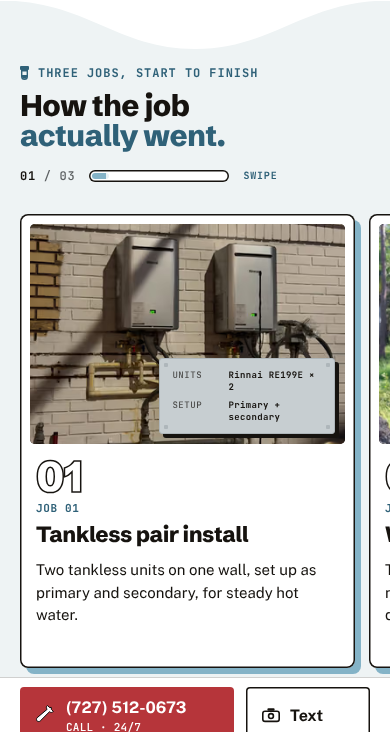 THREE JOBS, START TO FINISH
How the job
actually went.
01 / 03
SWIPE
UNITS Rinnai RE199E ×
2
SETUP Primary +
secondary
01
JOB 01
Tankless pair install
Two tankless units on one wall, set up as
primary and secondary, for steady hot
water.
(727) 512-0673
CALL · 24/7
Text